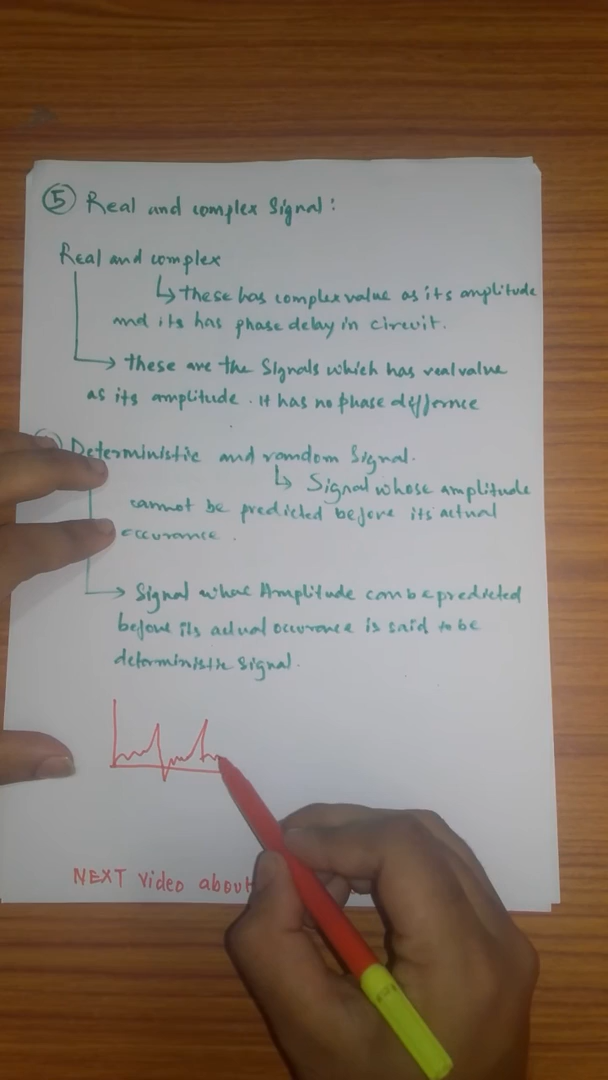 ⑤ Real and complex Signal:
Real and complex
↳ these has complex value as its amplitude
and its has phase delay in circuit.
→ these are the Signals which has real value
as its amplitude. it has no phase differnce
Deterministic and random Signal.
↳ Signal whose amplitude
cannot be predicted before its actual
occurance.
→ Signal whose Amplitude can be predicted
before its actual occurance is said to be
deterministic signal.
NEXT video about